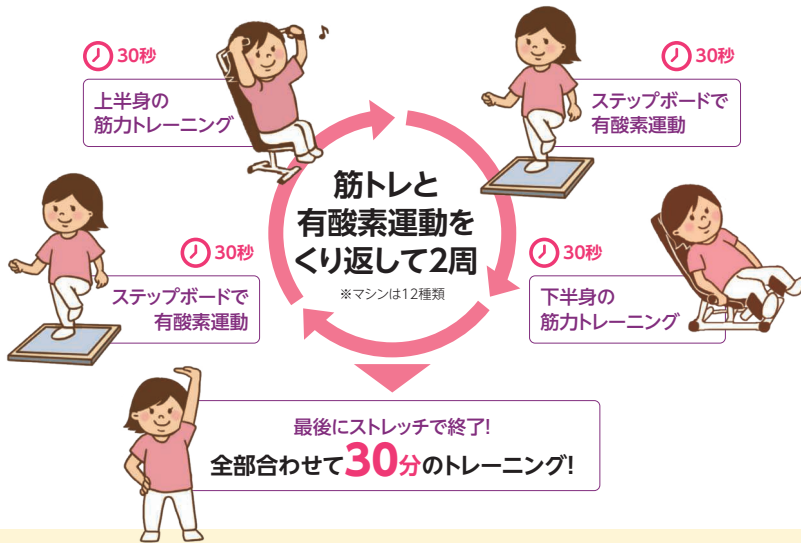 30秒
上半身の
筋力トレーニング
30秒
ステップボードで
有酸素運動
30秒
下半身の
筋力トレーニング
30秒
ステップボードで
有酸素運動
筋トレと
有酸素運動を
くり返して2周
※マシンは12種類
最後にストレッチで終了!
全部合わせて30分のトレーニング!